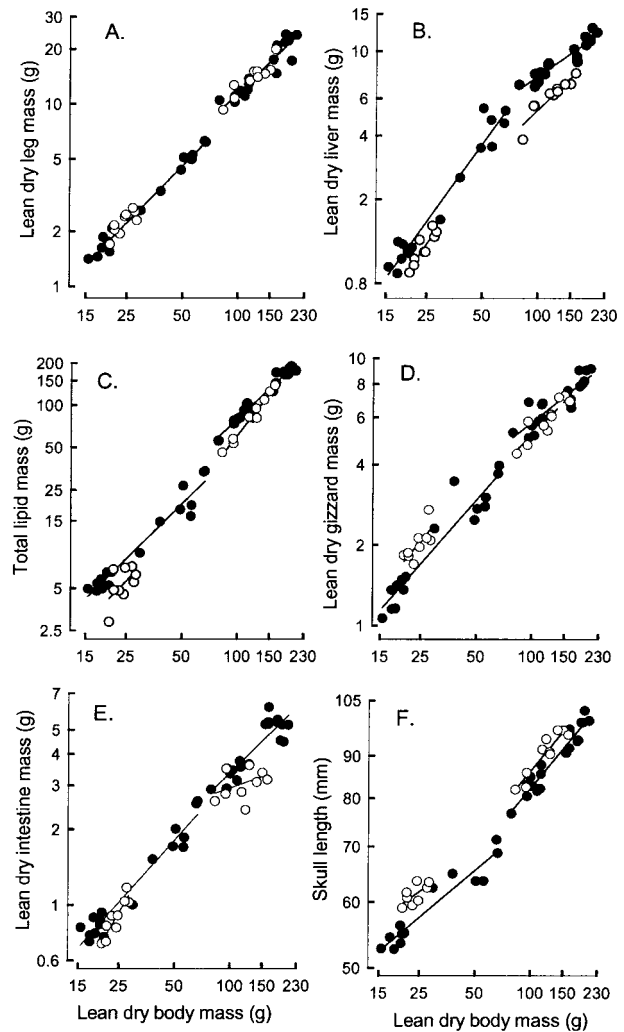 A.
Lean dry leg mass (g)
30
20
10
5
2
1
15 25 50 100 150 230
B.
Lean dry liver mass (g)
15
10
6
4
2
0.8
15 25 50 100 150 230
C.
Total lipid mass (g)
200
150
100
50
25
15
5
2.5
15 25 50 100 150 230
D.
Lean dry gizzard mass (g)
10
8
6
4
2
1
15 25 50 100 150 230
E.
Lean dry intestine mass (g)
7
5
4
3
2
1
0.6
15 25 50 100 150 230
Lean dry body mass (g)
F.
Skull length (mm)
105
90
80
70
60
50
15 25 50 100 150 230
Lean dry body mass (g)